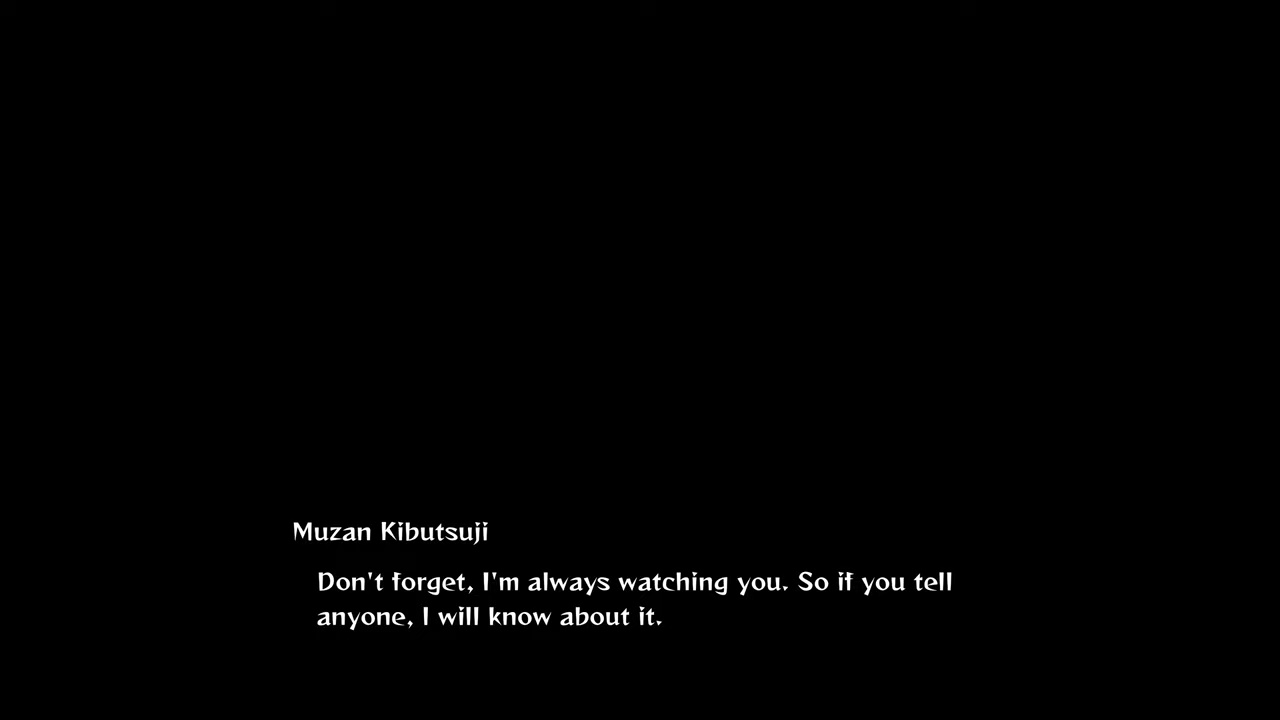 Muzan Kibutsuji
Don't forget, I'm always watching you. So if you tell
anyone, I will know about it.